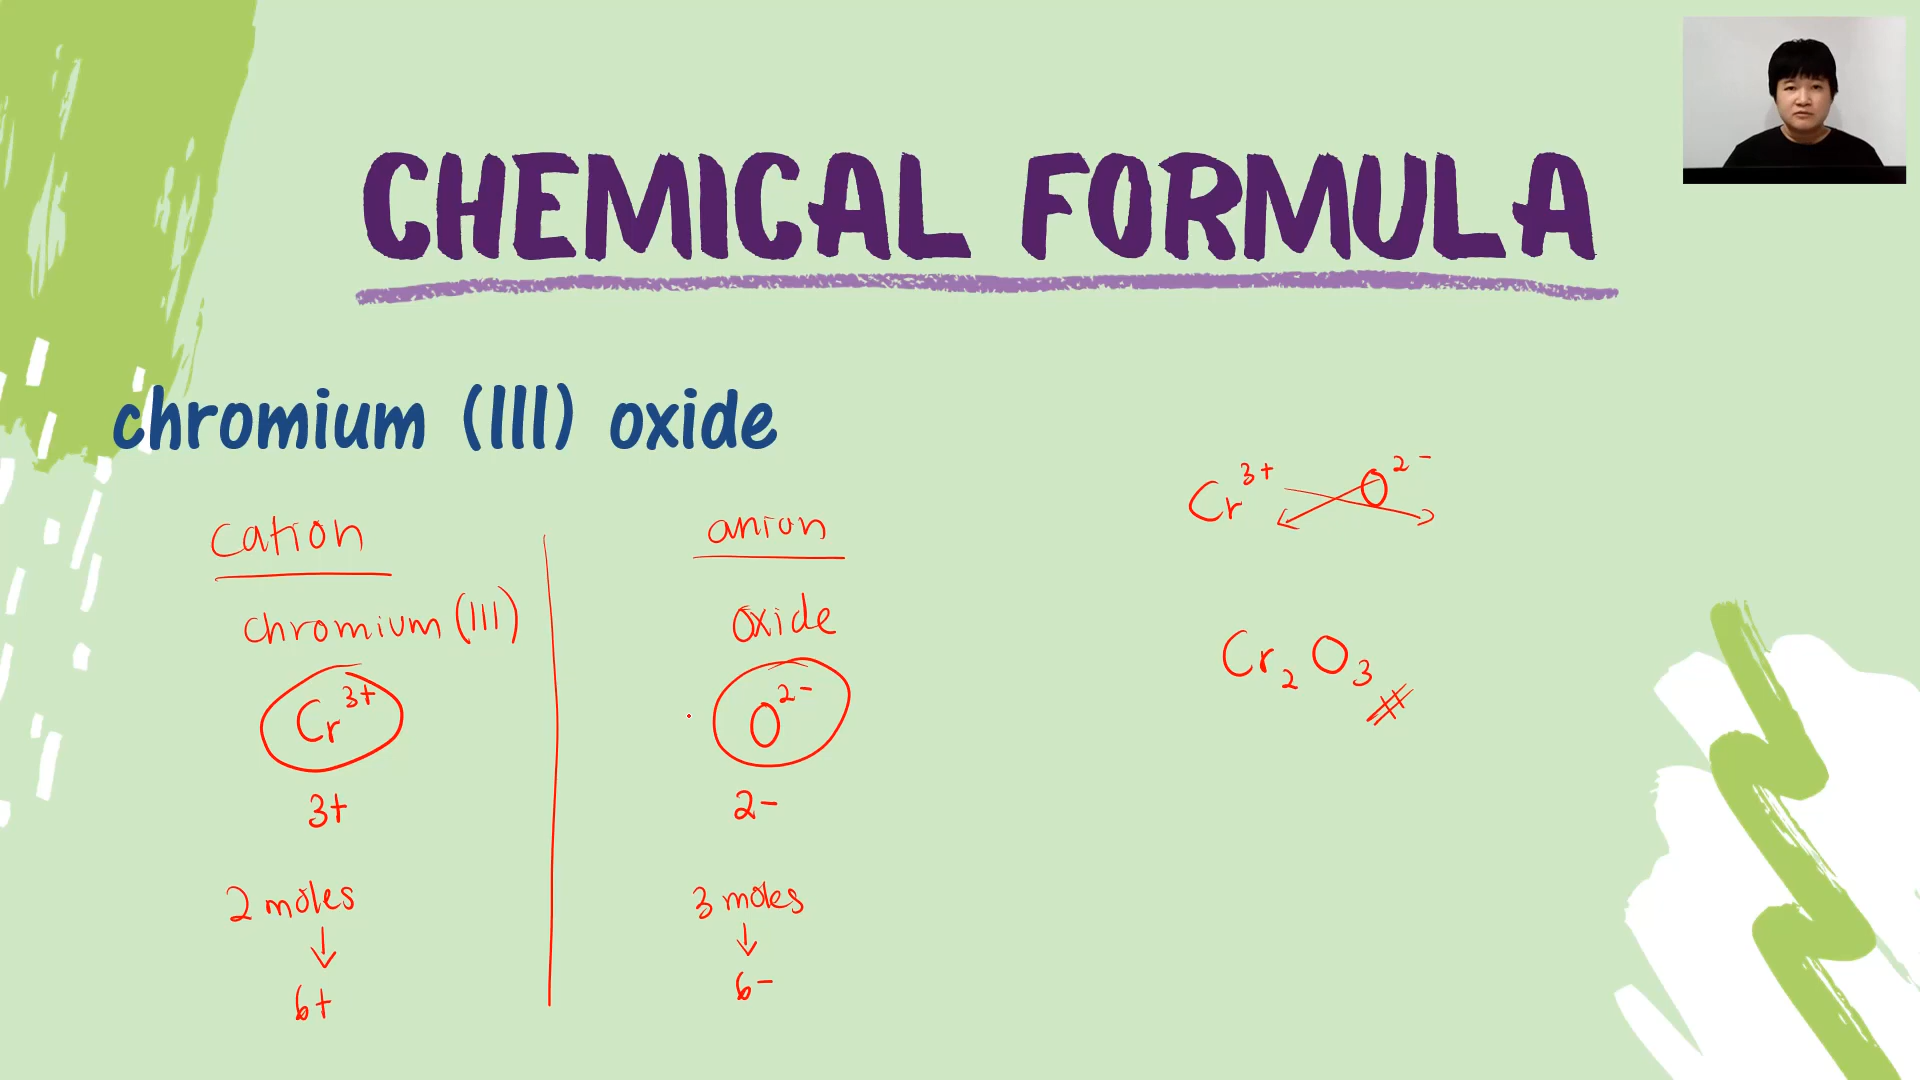 CHEMICAL FORMULA
chromium (III) oxide
cation
chromium (III)
Cr³⁺
3+
2 moles
↓
6+
anion
oxide
O²⁻
2-
3 moles
↓
6-
Cr³⁺ O²⁻
Cr₂O₃